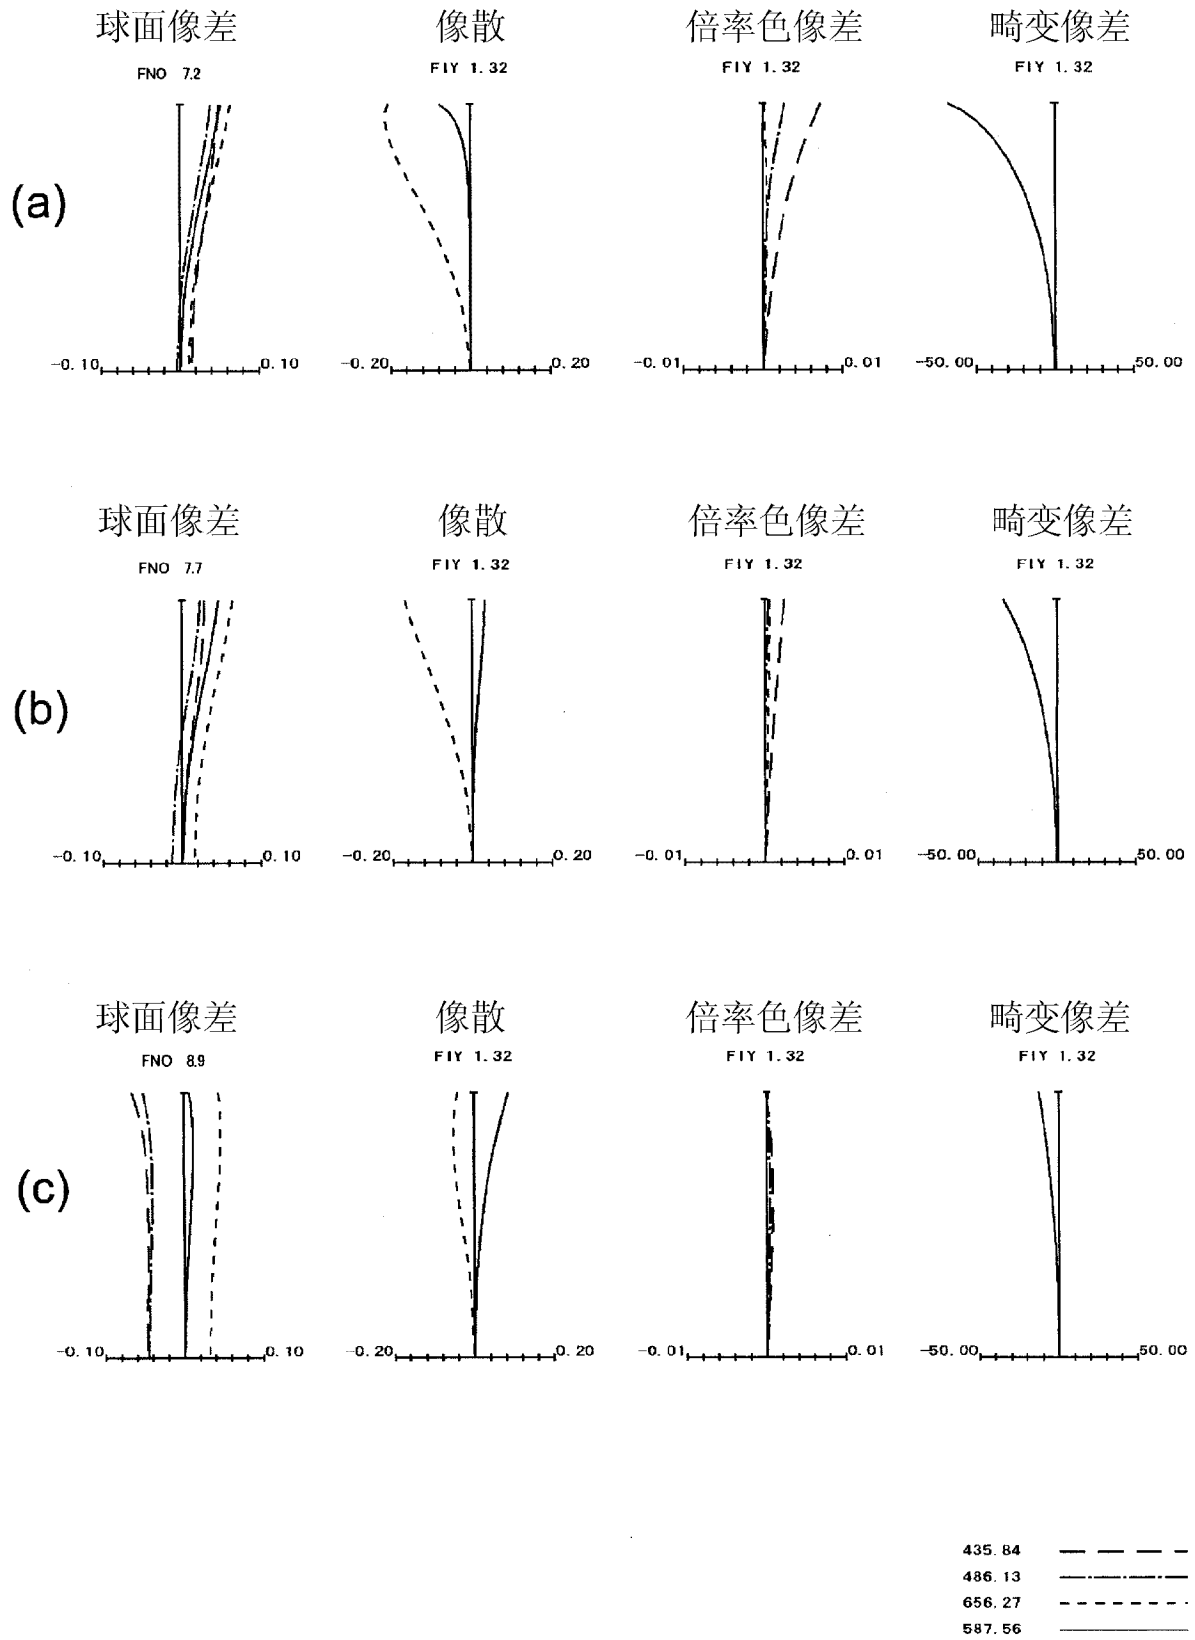 球面像差 像散 倍率色像差 畸变像差
FNO 7.2 FIY 1.32 FIY 1.32 FIY 1.32
(a)
-0.10 0.10 -0.20 0.20 -0.01 0.01 -50.00 50.00
球面像差 像散 倍率色像差 畸变像差
FNO 7.7 FIY 1.32 FIY 1.32 FIY 1.32
(b)
-0.10 0.10 -0.20 0.20 -0.01 0.01 -50.00 50.00
球面像差 像散 倍率色像差 畸变像差
FNO 8.9 FIY 1.32 FIY 1.32 FIY 1.32
(c)
-0.10 0.10 -0.20 0.20 -0.01 0.01 -50.00 50.00
435.84
486.13
656.27
587.56